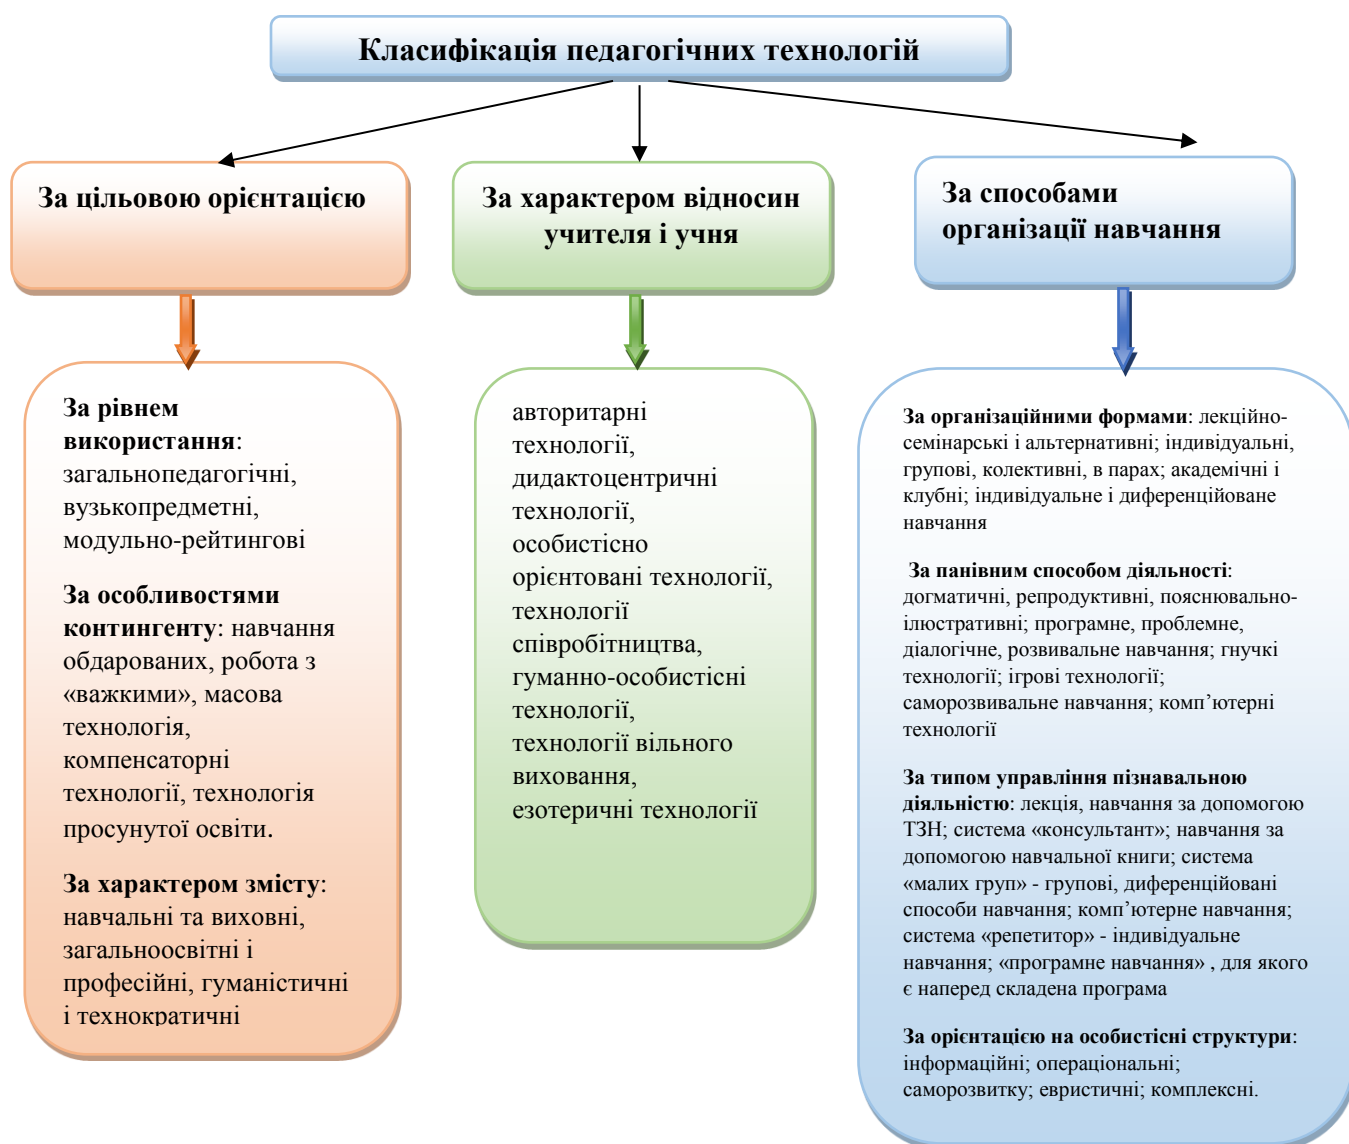 Класифікація педагогічних технологій
За цільовою орієнтацією
За рівнем
використання:
загальнопедагогічні,
вузькопредметні,
модульно-рейтингові
За особливостями
контингенту: навчання
обдарованих, робота з
«важкими», масова
технологія,
компенсаторні
технології, технологія
просунутої освіти.
За характером змісту:
навчальні та виховні,
загальноосвітні і
професійні, гуманістичні
і технократичні
За характером відносин
учителя і учня
авторитарні
технології,
дидактоцентричні
технології,
особистісно
орієнтовані технології,
технології
співробітництва,
гуманно-особистісні
технології,
технології вільного
виховання,
езотеричні технології
За способами
організації навчання
За організаційними формами: лекційно-
семінарські і альтернативні; індивідуальні,
групові, колективні, в парах; академічні і
клубні; індивідуальне і диференційоване
навчання
За панівним способом діяльності:
догматичні, репродуктивні, пояснювально-
ілюстративні; програмне, проблемне,
діалогічне, розвивальне навчання; гнучкі
технології; ігрові технології;
саморозвивальне навчання; комп’ютерні
технології
За типом управління пізнавальною
діяльністю: лекція, навчання за допомогою
ТЗН; система «консультант»; навчання за
допомогою навчальної книги; система
«малих груп» - групові, диференційовані
способи навчання; комп’ютерне навчання;
система «репетитор» - індивідуальне
навчання; «програмне навчання» , для якого
є наперед складена програма
За орієнтацією на особистісні структури:
інформаційні; операціональні;
саморозвитку; евристичні; комплексні.